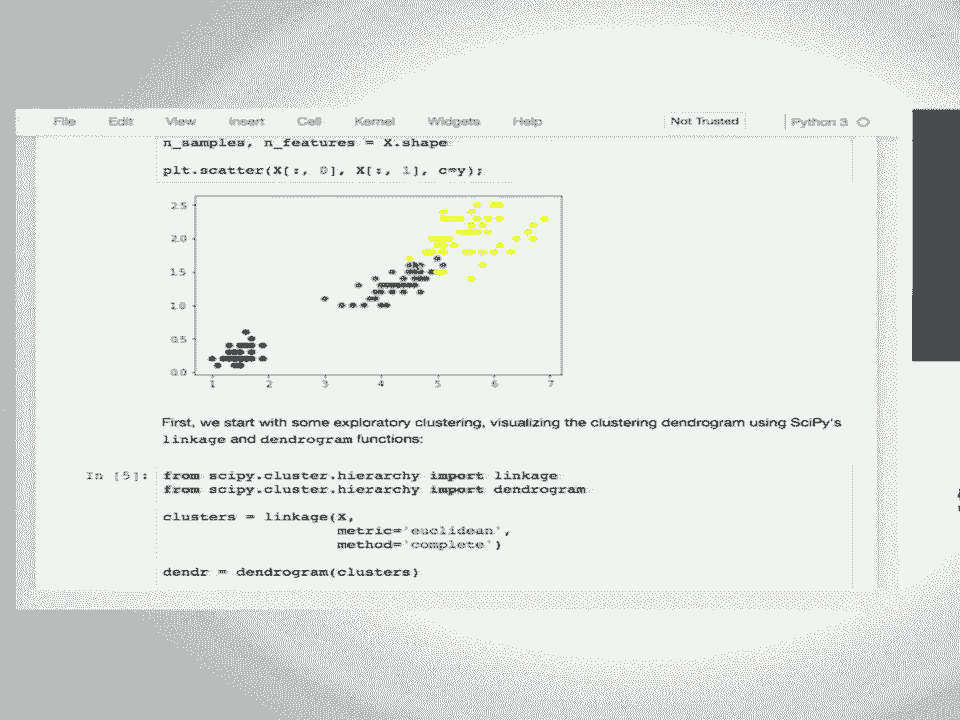 File Edit View Insert Cell Kernel Widgets Help Not Trusted Python 3
n_samples, n_features = X.shape
plt.scatter(X[:, 0], X[:, 1], c=y);
2.5
2.0
1.5
1.0
0.5
0.0
1 2 3 4 5 6 7
First, we start with some exploratory clustering, visualizing the clustering dendrogram using SciPy's
linkage and dendrogram functions:
In [5]: from scipy.cluster.hierarchy import linkage
from scipy.cluster.hierarchy import dendrogram
clusters = linkage(X,
metric='euclidean',
method='complete')
dendr = dendrogram(clusters)